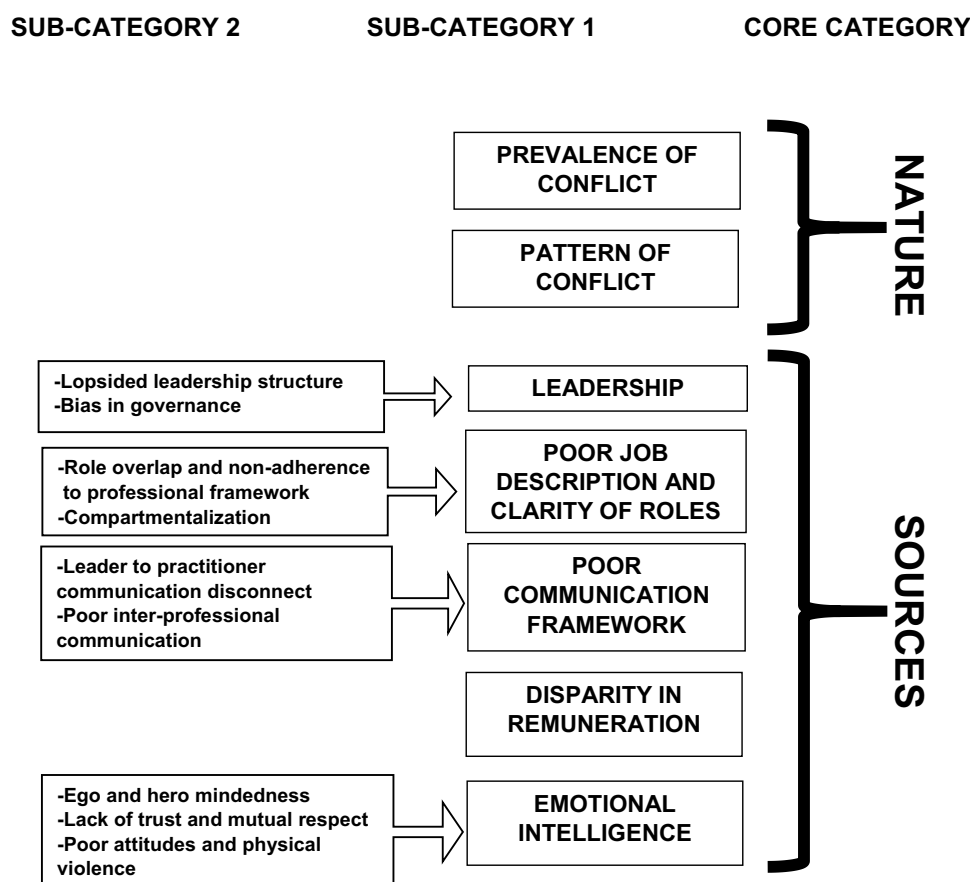 SUB-CATEGORY 2 SUB-CATEGORY 1 CORE CATEGORY
PREVALENCE OF
CONFLICT
PATTERN OF
CONFLICT
NATURE
-Lopsided leadership structure
-Bias in governance
LEADERSHIP
-Role overlap and non-adherence
to professional framework
-Compartmentalization
POOR JOB
DESCRIPTION AND
CLARITY OF ROLES
-Leader to practitioner
communication disconnect
-Poor inter-professional
communication
POOR
COMMUNICATION
FRAMEWORK
DISPARITY IN
REMUNERATION
-Ego and hero mindedness
-Lack of trust and mutual respect
-Poor attitudes and physical
violence
EMOTIONAL
INTELLIGENCE
SOURCES